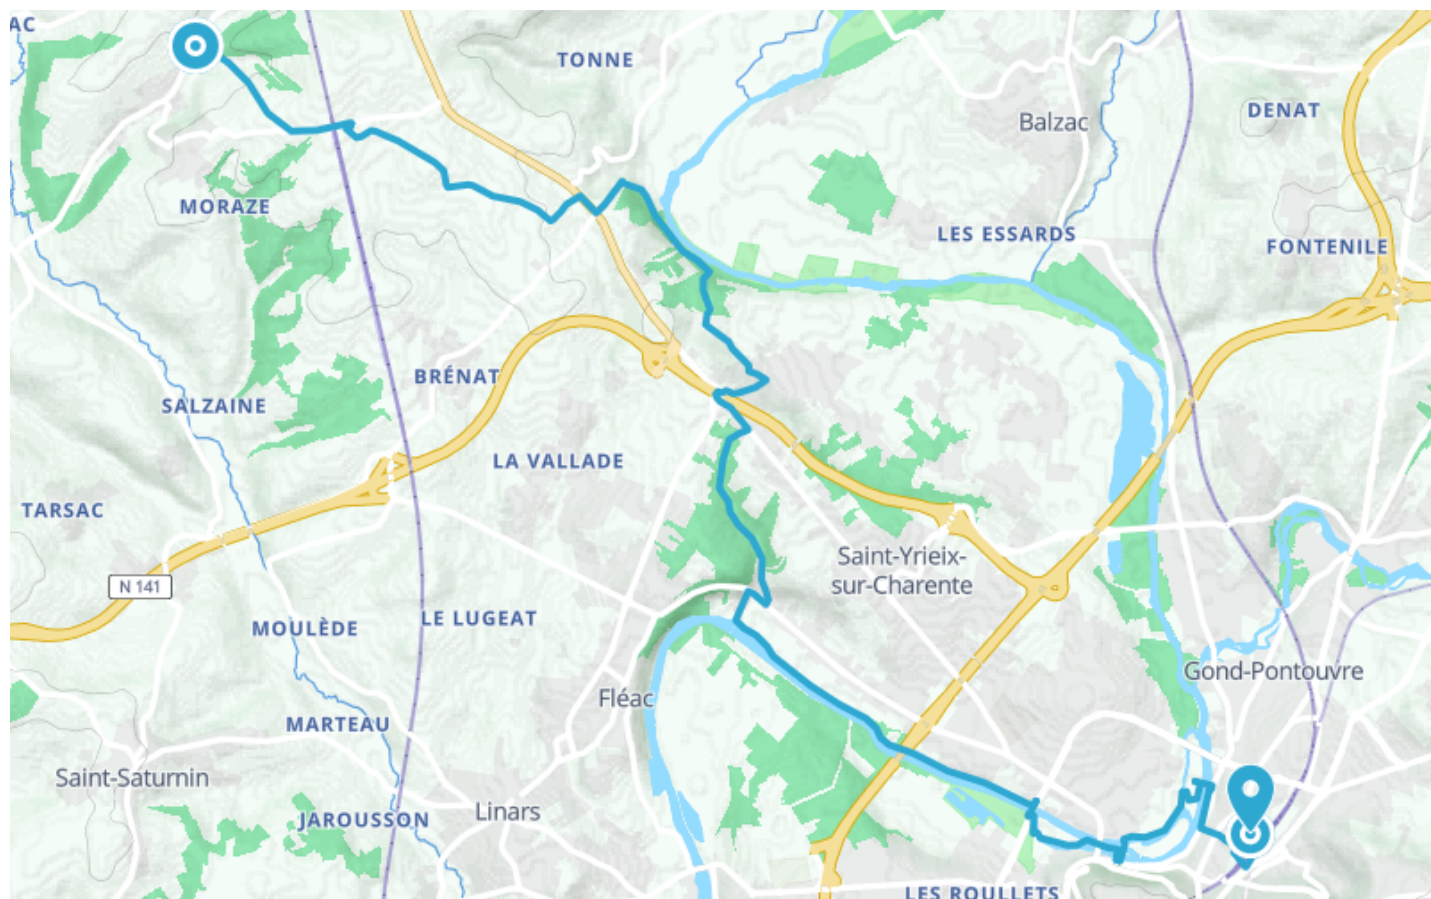 AC
TONNE
DENAT
Balzac
MORAZE
LES ESSARDS
FONTENILE
BRÉNAT
SALZAINE
LA VALLADE
TARSAC
Saint-Yrieix-
sur-Charente
N 141
LE LUGEAT
MOULÈDE
Gond-Pontouvre
Fléac
MARTEAU
Saint-Saturnin
Linars
JAROUSSON
LES ROULLETS